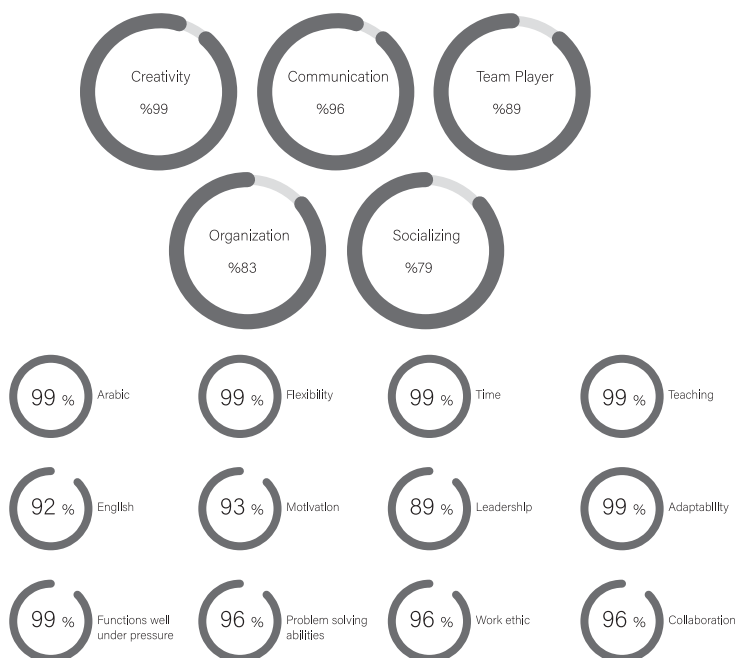 Creativity
%99
Communication
%96
Team Player
%89
Organization
%83
Socializing
%79
99 %
Arabic
99 %
Flexibility
99 %
Time
99 %
Teaching
92 %
English
93 %
Motivation
89 %
Leadership
99 %
Adaptability
99 %
Functions well
under pressure
96 %
Problem solving
abilities
96 %
Work ethic
96 %
Collaboration